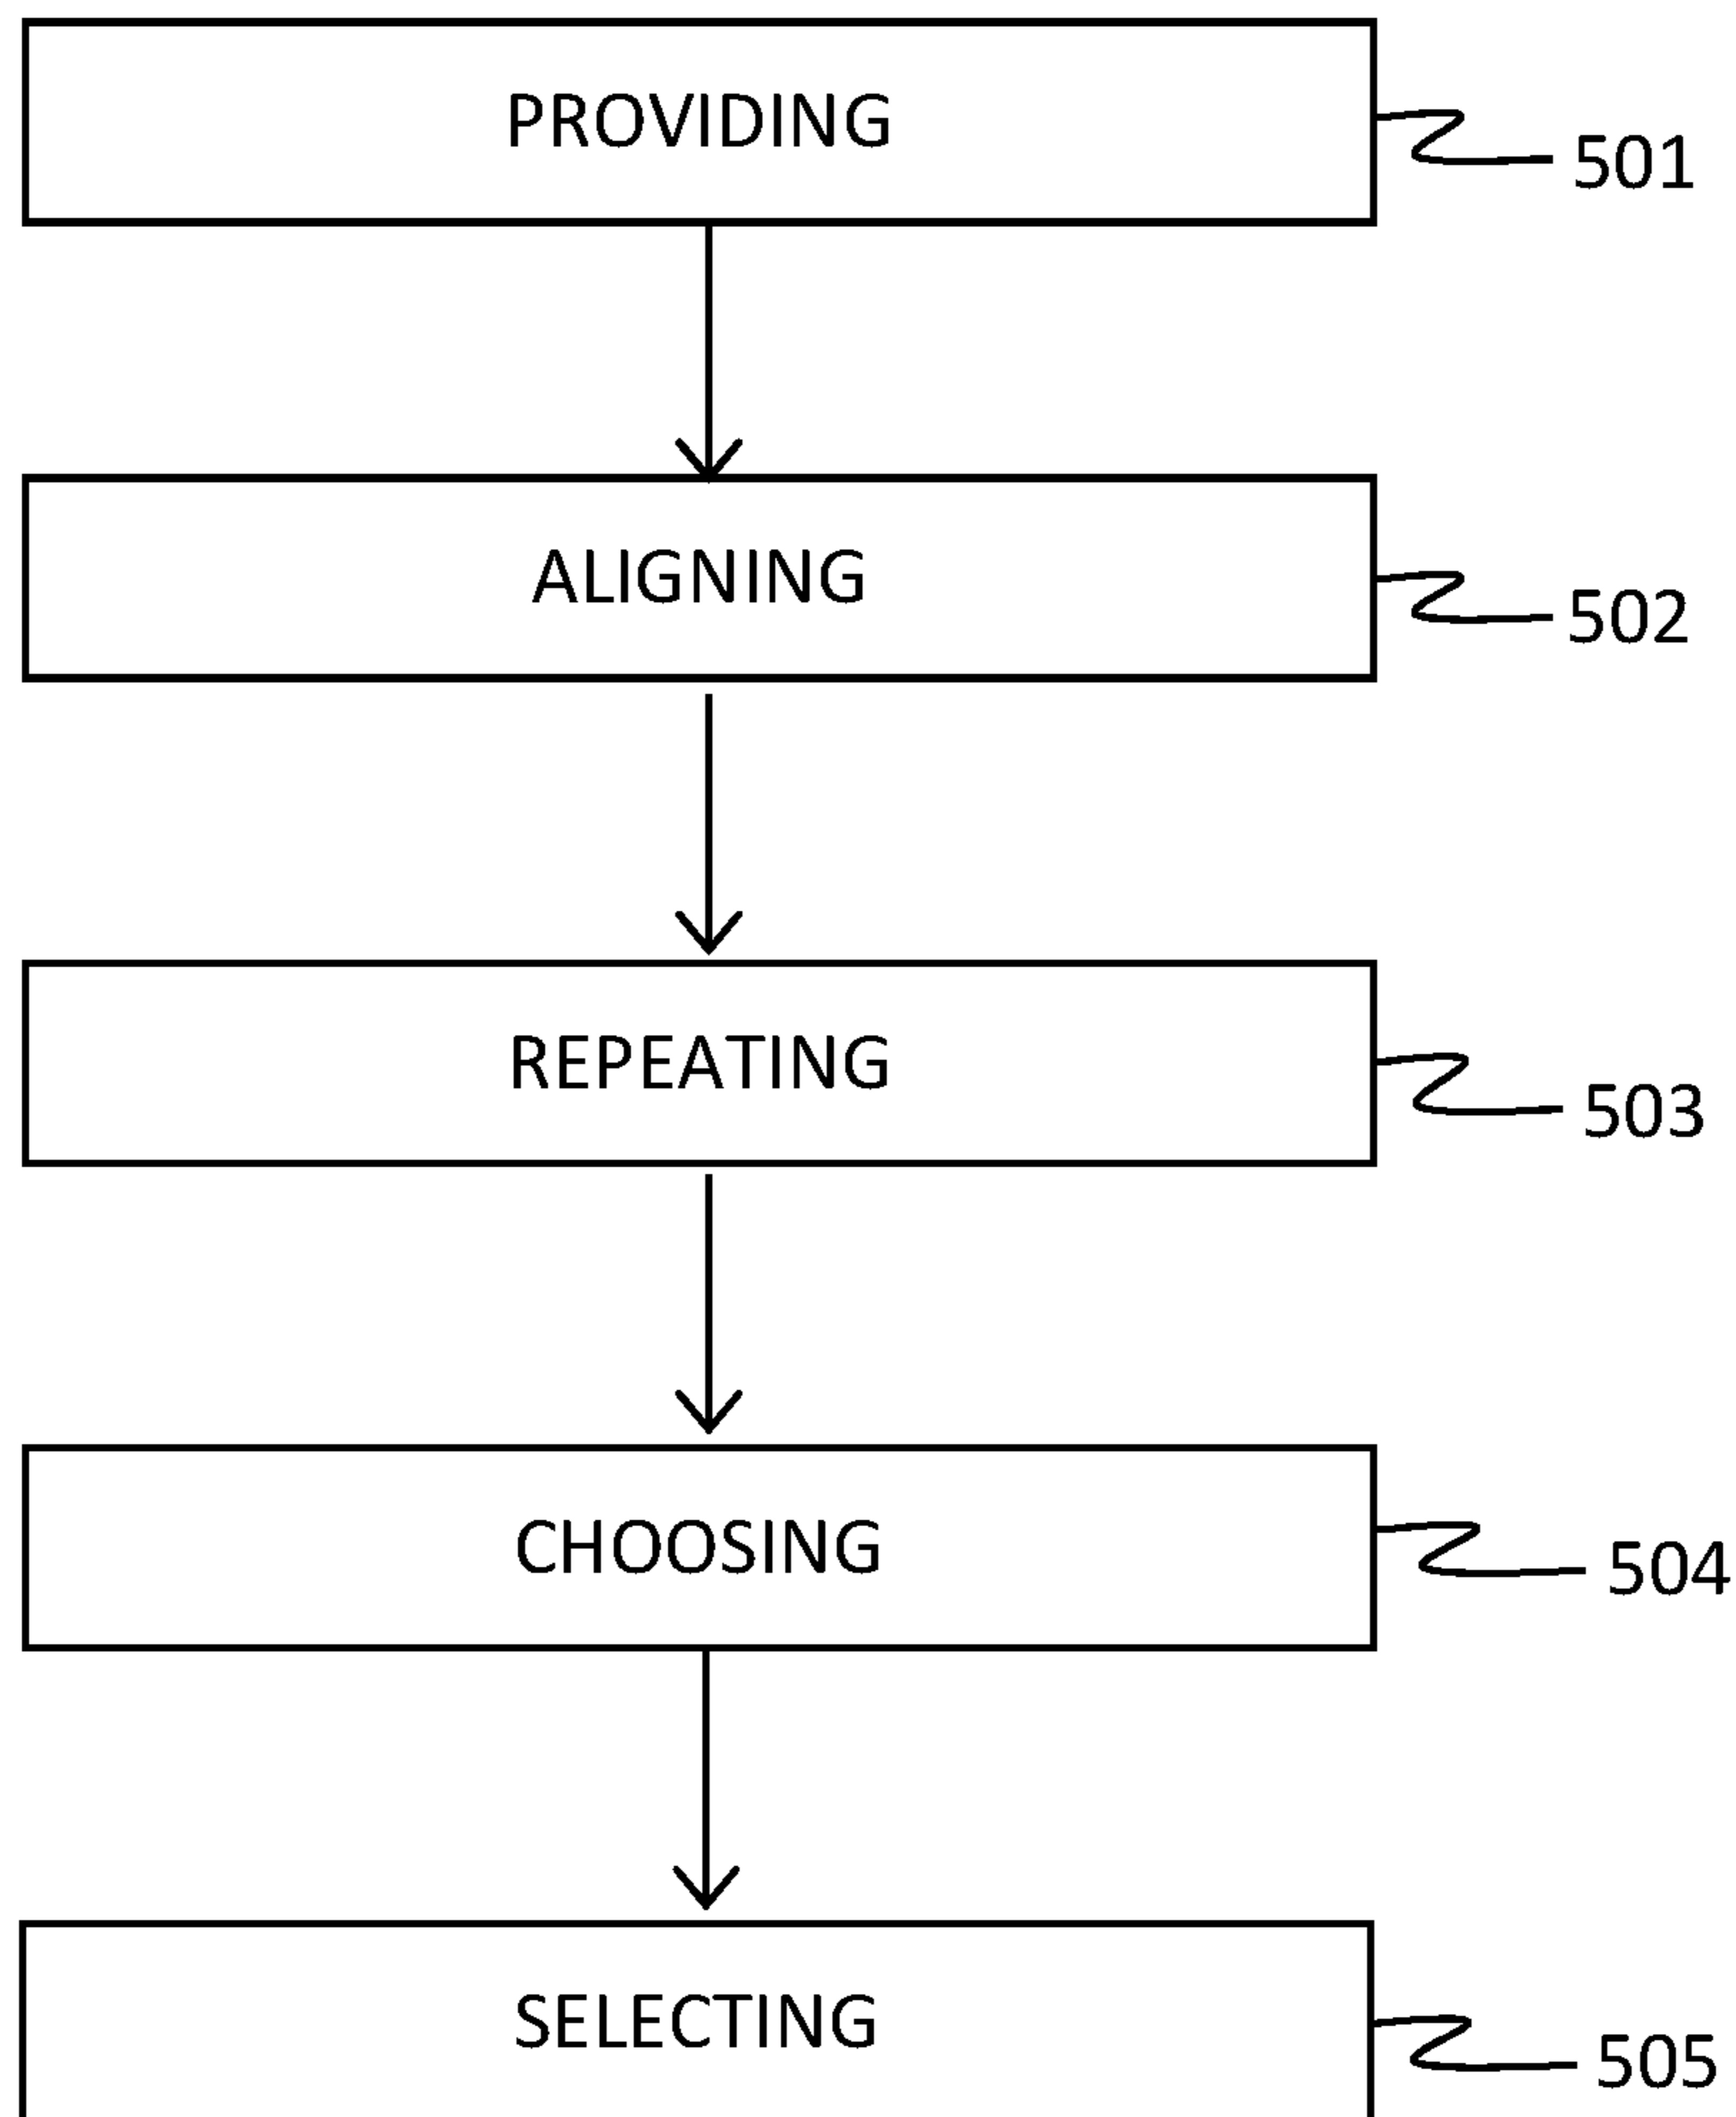 PROVIDING
501
ALIGNING
502
REPEATING
503
CHOOSING
504
SELECTING
505